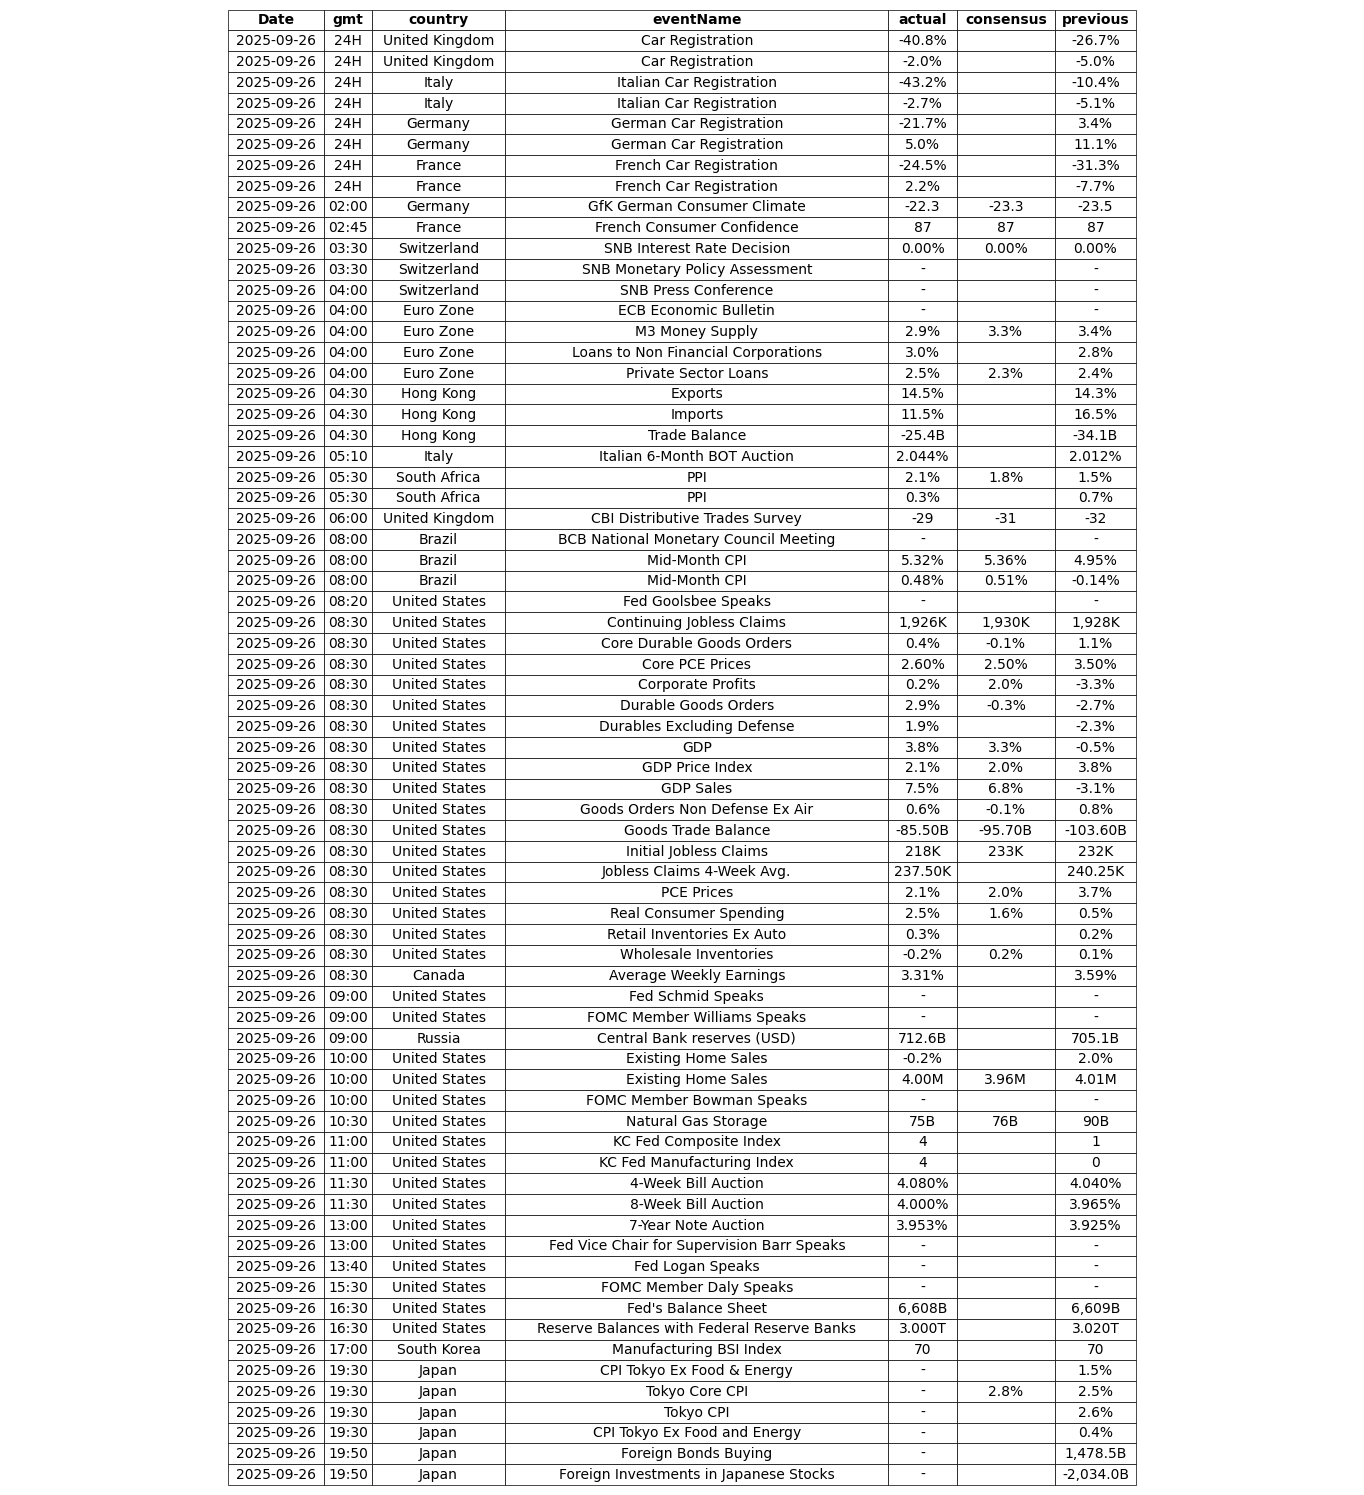 Date gmt country eventName actual consensus previous
2025-09-26 24H United Kingdom Car Registration -40.8% -26.7%
2025-09-26 24H United Kingdom Car Registration -2.0% -5.0%
2025-09-26 24H Italy Italian Car Registration -43.2% -10.4%
2025-09-26 24H Italy Italian Car Registration -2.7% -5.1%
2025-09-26 24H Germany German Car Registration -21.7% 3.4%
2025-09-26 24H Germany German Car Registration 5.0% 11.1%
2025-09-26 24H France French Car Registration -24.5% -31.3%
2025-09-26 24H France French Car Registration 2.2% -7.7%
2025-09-26 02:00 Germany GfK German Consumer Climate -22.3 -23.3 -23.5
2025-09-26 02:45 France French Consumer Confidence 87 87 87
2025-09-26 03:30 Switzerland SNB Interest Rate Decision 0.00% 0.00% 0.00%
2025-09-26 03:30 Switzerland SNB Monetary Policy Assessment - -
2025-09-26 04:00 Switzerland SNB Press Conference - -
2025-09-26 04:00 Euro Zone ECB Economic Bulletin - -
2025-09-26 04:00 Euro Zone M3 Money Supply 2.9% 3.3% 3.4%
2025-09-26 04:00 Euro Zone Loans to Non Financial Corporations 3.0% 2.8%
2025-09-26 04:00 Euro Zone Private Sector Loans 2.5% 2.3% 2.4%
2025-09-26 04:30 Hong Kong Exports 14.5% 14.3%
2025-09-26 04:30 Hong Kong Imports 11.5% 16.5%
2025-09-26 04:30 Hong Kong Trade Balance -25.4B -34.1B
2025-09-26 05:10 Italy Italian 6-Month BOT Auction 2.044% 2.012%
2025-09-26 05:30 South Africa PPI 2.1% 1.8% 1.5%
2025-09-26 05:30 South Africa PPI 0.3% 0.7%
2025-09-26 06:00 United Kingdom CBI Distributive Trades Survey -29 -31 -32
2025-09-26 08:00 Brazil BCB National Monetary Council Meeting - -
2025-09-26 08:00 Brazil Mid-Month CPI 5.32% 5.36% 4.95%
2025-09-26 08:00 Brazil Mid-Month CPI 0.48% 0.51% -0.14%
2025-09-26 08:20 United States Fed Goolsbee Speaks - -
2025-09-26 08:30 United States Continuing Jobless Claims 1,926K 1,930K 1,928K
2025-09-26 08:30 United States Core Durable Goods Orders 0.4% -0.1% 1.1%
2025-09-26 08:30 United States Core PCE Prices 2.60% 2.50% 3.50%
2025-09-26 08:30 United States Corporate Profits 0.2% 2.0% -3.3%
2025-09-26 08:30 United States Durable Goods Orders 2.9% -0.3% -2.7%
2025-09-26 08:30 United States Durables Excluding Defense 1.9% -2.3%
2025-09-26 08:30 United States GDP 3.8% 3.3% -0.5%
2025-09-26 08:30 United States GDP Price Index 2.1% 2.0% 3.8%
2025-09-26 08:30 United States GDP Sales 7.5% 6.8% -3.1%
2025-09-26 08:30 United States Goods Orders Non Defense Ex Air 0.6% -0.1% 0.8%
2025-09-26 08:30 United States Goods Trade Balance -85.50B -95.70B -103.60B
2025-09-26 08:30 United States Initial Jobless Claims 218K 233K 232K
2025-09-26 08:30 United States Jobless Claims 4-Week Avg. 237.50K 240.25K
2025-09-26 08:30 United States PCE Prices 2.1% 2.0% 3.7%
2025-09-26 08:30 United States Real Consumer Spending 2.5% 1.6% 0.5%
2025-09-26 08:30 United States Retail Inventories Ex Auto 0.3% 0.2%
2025-09-26 08:30 United States Wholesale Inventories -0.2% 0.2% 0.1%
2025-09-26 08:30 Canada Average Weekly Earnings 3.31% 3.59%
2025-09-26 09:00 United States Fed Schmid Speaks - -
2025-09-26 09:00 United States FOMC Member Williams Speaks - -
2025-09-26 09:00 Russia Central Bank reserves (USD) 712.6B 705.1B
2025-09-26 10:00 United States Existing Home Sales -0.2% 2.0%
2025-09-26 10:00 United States Existing Home Sales 4.00M 3.96M 4.01M
2025-09-26 10:00 United States FOMC Member Bowman Speaks - -
2025-09-26 10:30 United States Natural Gas Storage 75B 76B 90B
2025-09-26 11:00 United States KC Fed Composite Index 4 1
2025-09-26 11:00 United States KC Fed Manufacturing Index 4 0
2025-09-26 11:30 United States 4-Week Bill Auction 4.080% 4.040%
2025-09-26 11:30 United States 8-Week Bill Auction 4.000% 3.965%
2025-09-26 13:00 United States 7-Year Note Auction 3.953% 3.925%
2025-09-26 13:00 United States Fed Vice Chair for Supervision Barr Speaks - -
2025-09-26 13:40 United States Fed Logan Speaks - -
2025-09-26 15:30 United States FOMC Member Daly Speaks - -
2025-09-26 16:30 United States Fed's Balance Sheet 6,608B 6,609B
2025-09-26 16:30 United States Reserve Balances with Federal Reserve Banks 3.000T 3.020T
2025-09-26 17:00 South Korea Manufacturing BSI Index 70 70
2025-09-26 19:30 Japan CPI Tokyo Ex Food & Energy - 1.5%
2025-09-26 19:30 Japan Tokyo Core CPI - 2.8% 2.5%
2025-09-26 19:30 Japan Tokyo CPI - 2.6%
2025-09-26 19:30 Japan CPI Tokyo Ex Food and Energy - 0.4%
2025-09-26 19:50 Japan Foreign Bonds Buying - 1,478.5B
2025-09-26 19:50 Japan Foreign Investments in Japanese Stocks - -2,034.0B